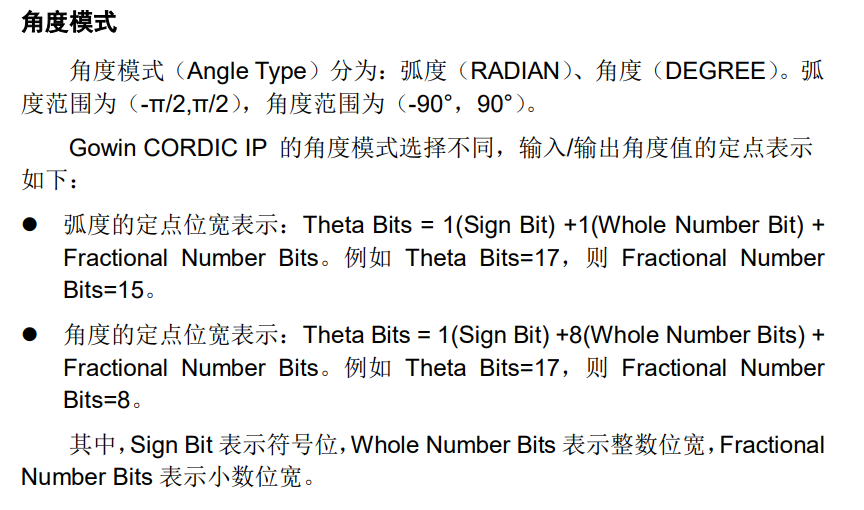 角度模式
角度模式（Angle Type）分为：弧度（RADIAN）、角度（DEGREE）。弧
度范围为（-π/2,π/2），角度范围为（-90°，90°）。
Gowin CORDIC IP 的角度模式选择不同，输入/输出角度值的定点表示
如下：
● 弧度的定点位宽表示：Theta Bits = 1(Sign Bit) +1(Whole Number Bit) +
Fractional Number Bits。例如 Theta Bits=17，则 Fractional Number
Bits=15。
● 角度的定点位宽表示：Theta Bits = 1(Sign Bit) +8(Whole Number Bits) +
Fractional Number Bits。例如 Theta Bits=17，则 Fractional Number
Bits=8。
其中，Sign Bit 表示符号位，Whole Number Bits 表示整数位宽，Fractional
Number Bits 表示小数位宽。